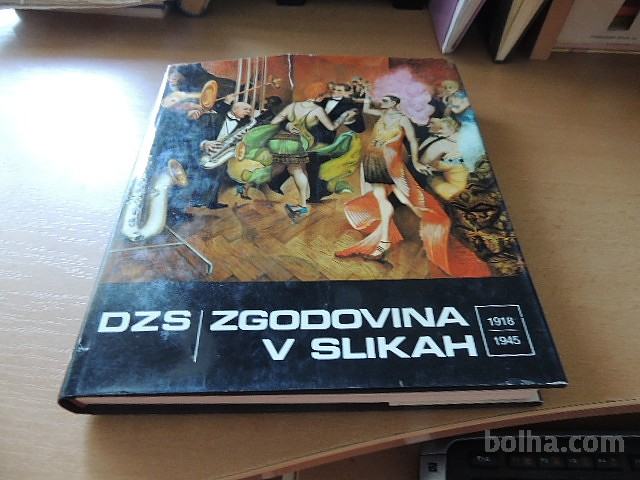 DZS | ZGODOVINA
V SLIKAH
1918
1945
bolha.com